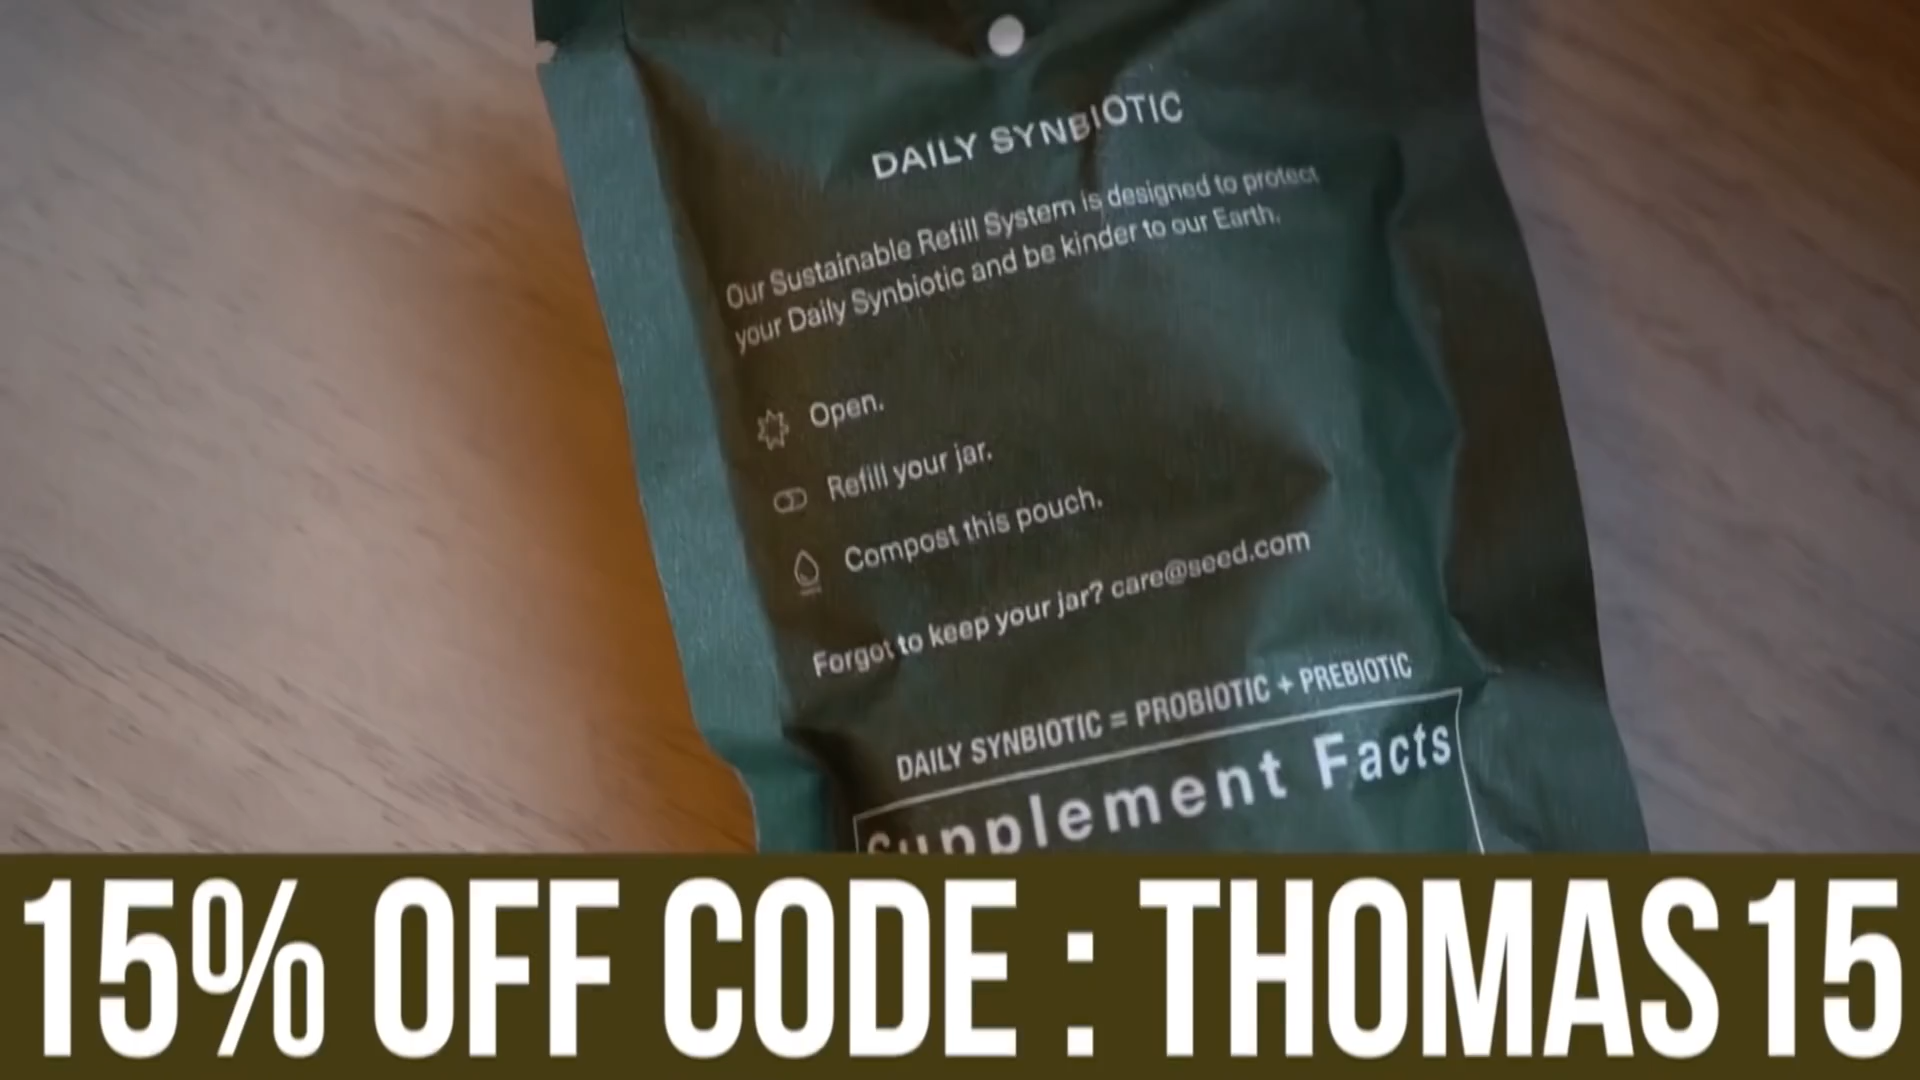 DAILY SYNBIOTIC
Our Sustainable Refill System is designed to protect
your Daily Synbiotic and be kinder to our Earth.
Open.
Refill your jar.
Compost this pouch.
Forgot to keep your jar? care@seed.com
DAILY SYNBIOTIC = PROBIOTIC + PREBIOTIC
Supplement Facts
15% OFF CODE : THOMAS15